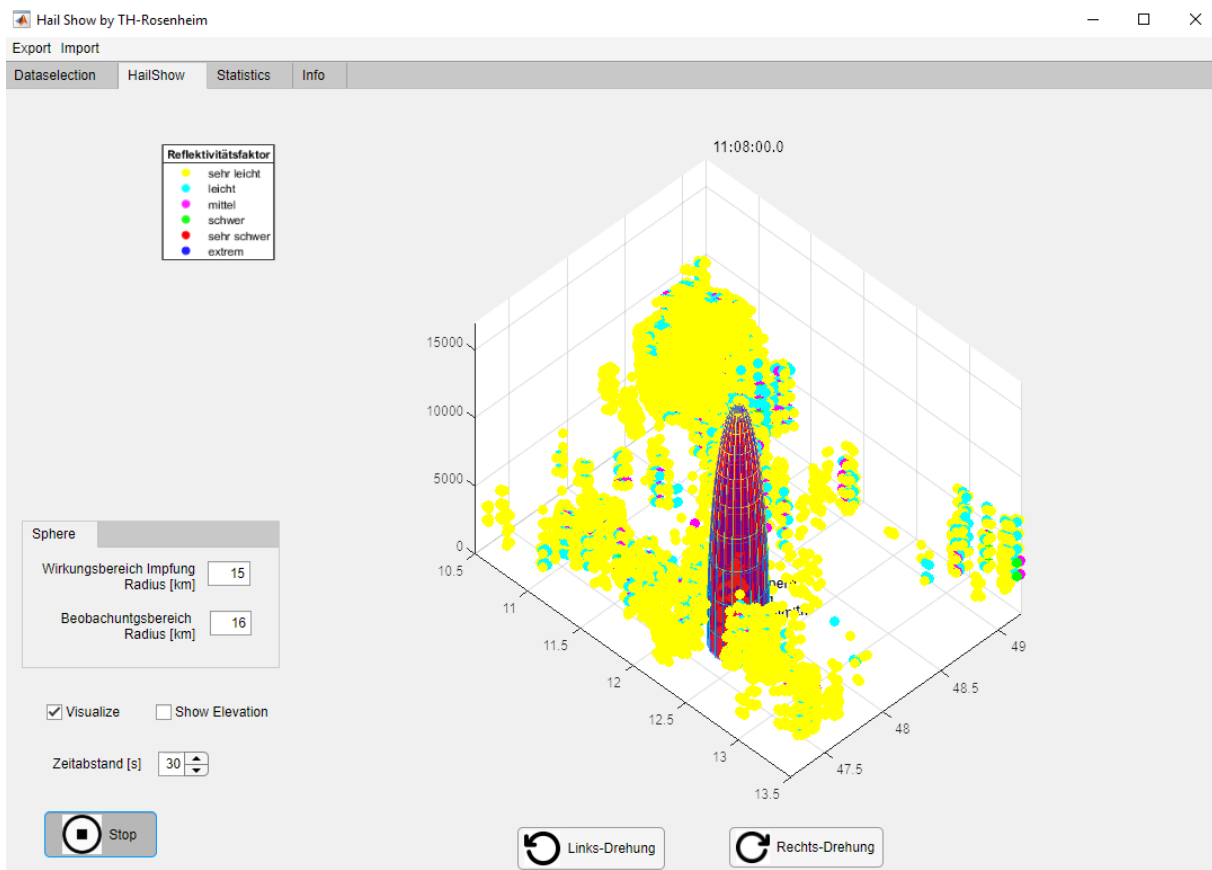 Hail Show by TH-Rosenheim
Export Import
Dataselection HailShow Statistics Info
11:08:00.0
Reflektivitätsfaktor
sehr leicht
leicht
mittel
schwer
sehr schwer
extrem
15000
10000
5000
0
10.5
11
11.5
12
12.5
13
13.5
49
48.5
48
47.5
Sphere
Wirkungsbereich Impfung
Radius [km] 15
Beobachuntgsbereich
Radius [km] 16
Visualize Show Elevation
Zeitabstand [s] 30
Stop
Links-Drehung Rechts-Drehung